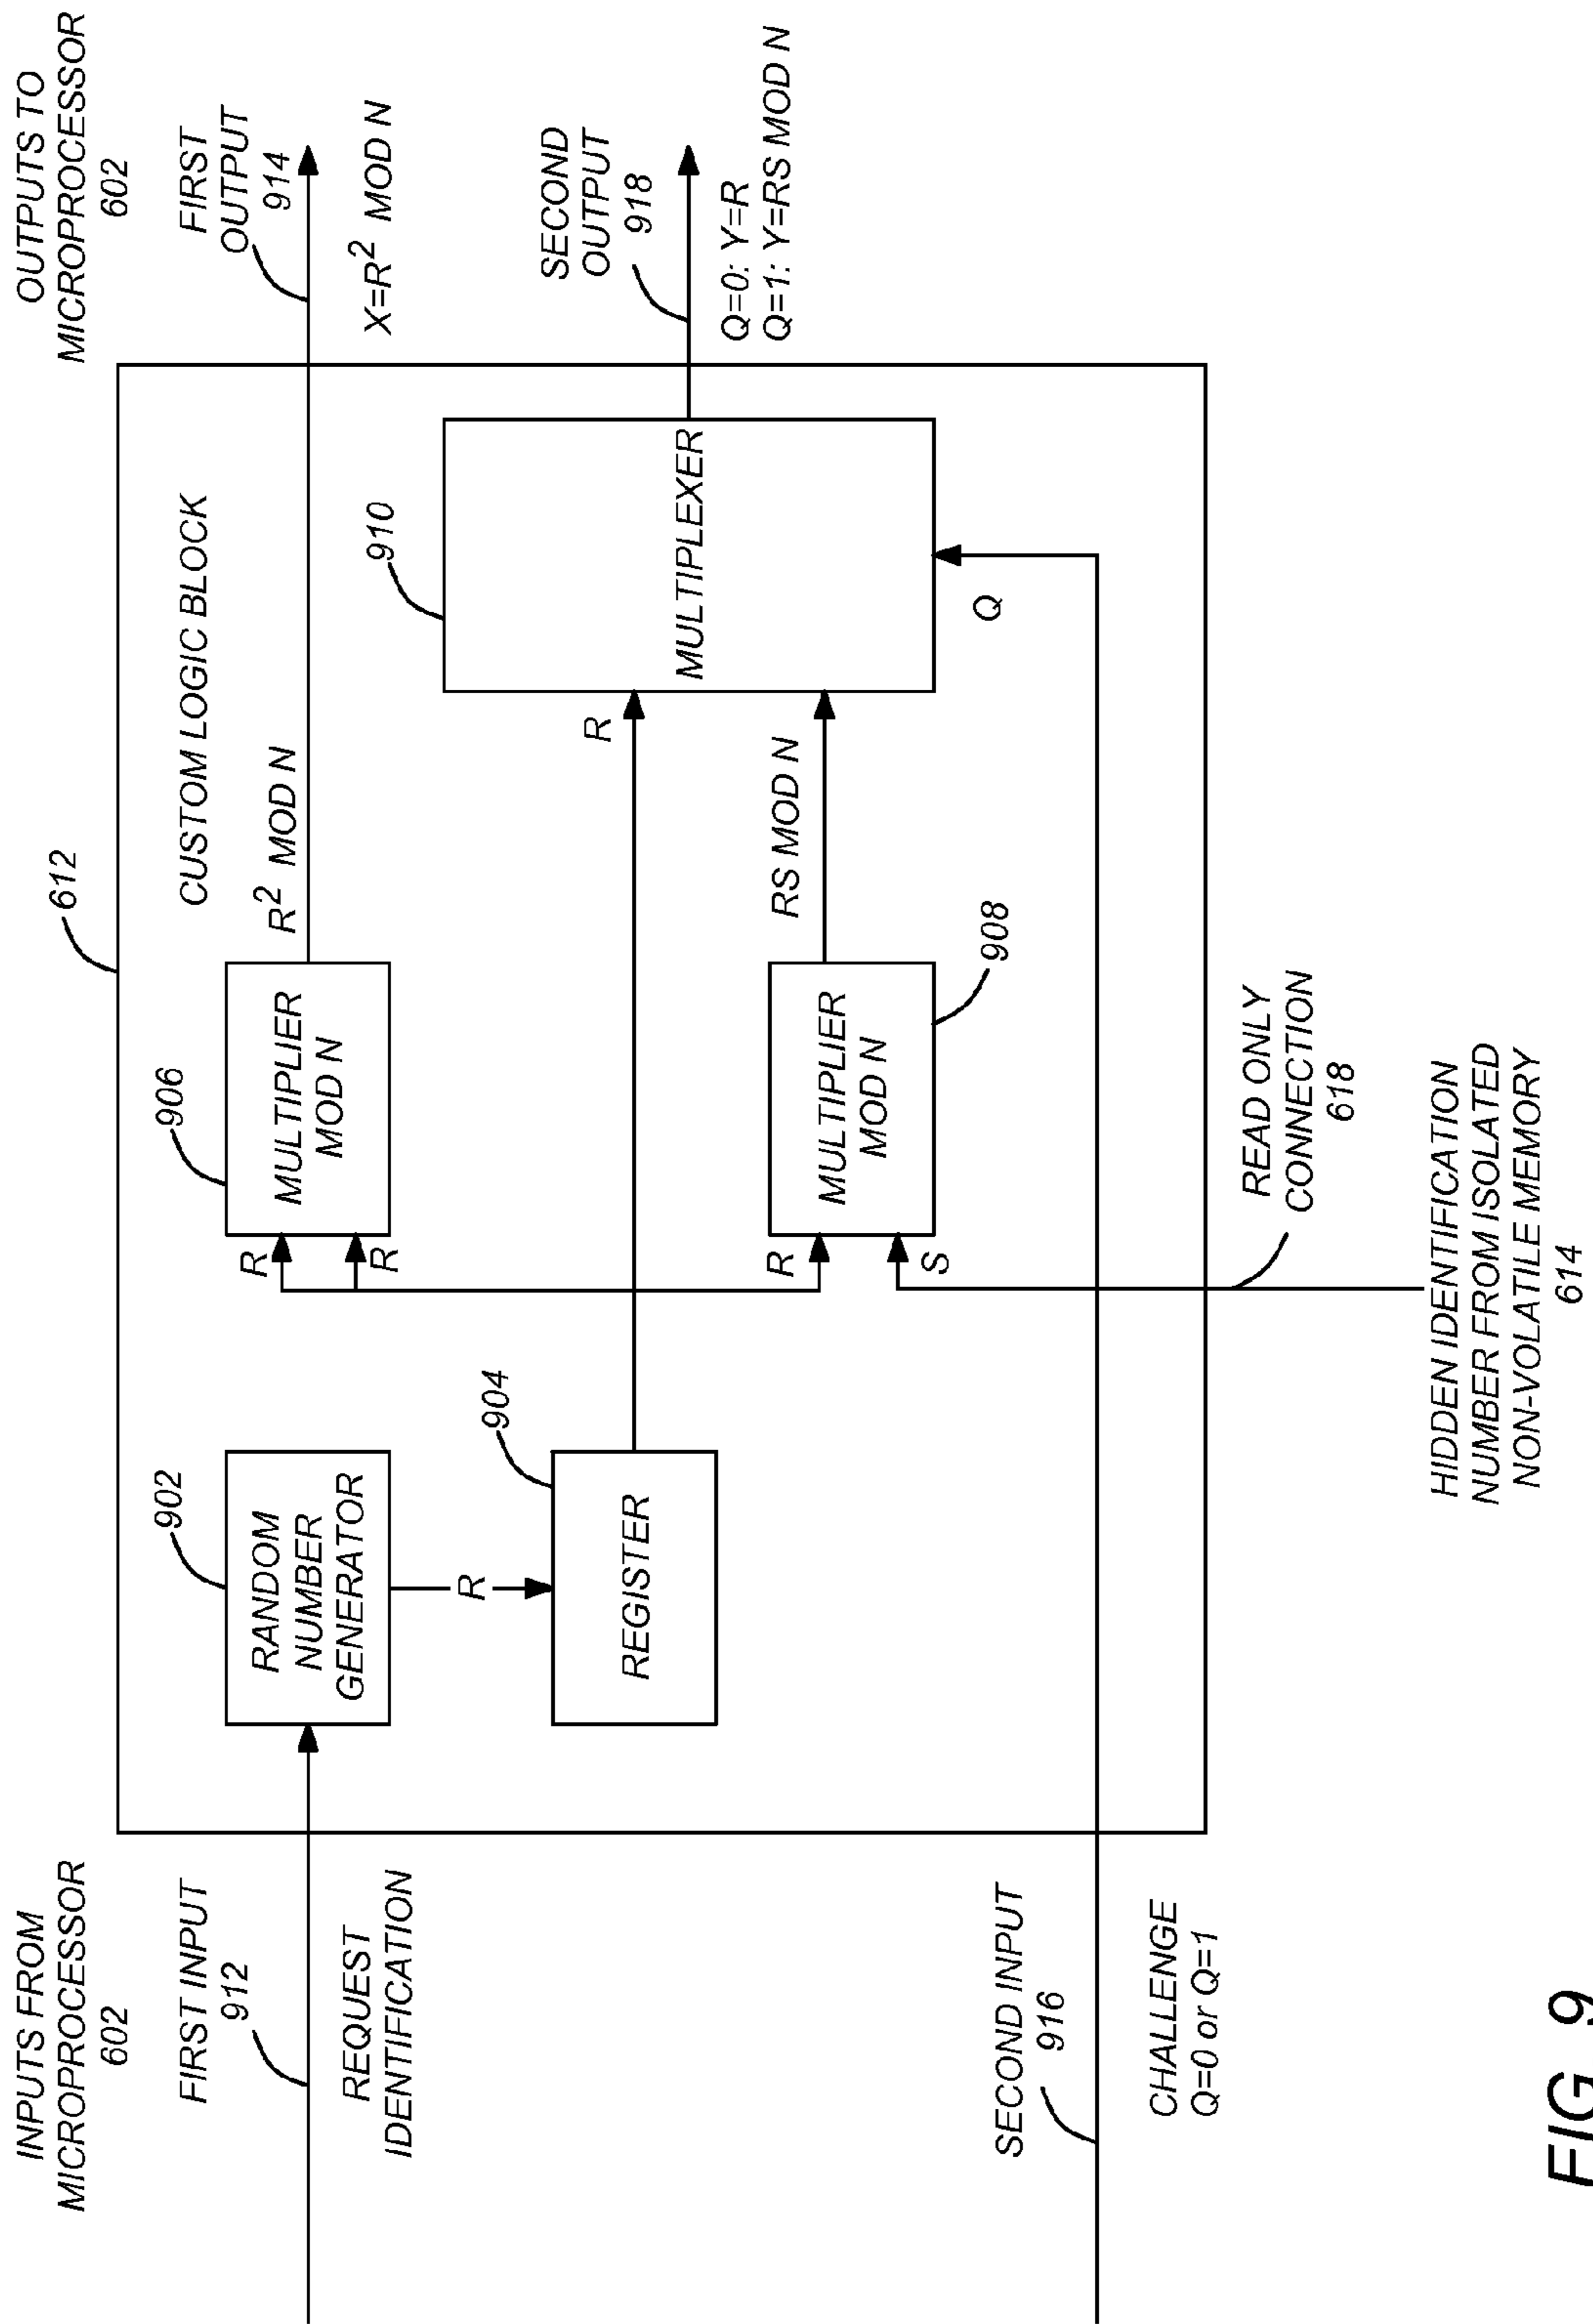 INPUTS FROM
MICROPROCESSOR
602
OUTPUTS TO
MICROPROCESSOR
602
612
FIRST INPUT
912
REQUEST
IDENTIFICATION
902
RANDOM
NUMBER
GENERATOR
R
904
REGISTER
906
MULTIPLIER
MOD N
R
R
R² MOD N
CUSTOM LOGIC BLOCK
FIRST
OUTPUT
914
X=R² MOD N
910
MULTIPLEXER
R
SECOND
OUTPUT
918
Q=0: Y=R
Q=1: Y=RS MOD N
R
S
MULTIPLIER
MOD N
908
RS MOD N
Q
SECOND INPUT
916
CHALLENGE
Q=0 or Q=1
READ ONLY
CONNECTION
618
HIDDEN IDENTIFICATION
NUMBER FROM ISOLATED
NON-VOLATILE MEMORY
614
FIG. 9